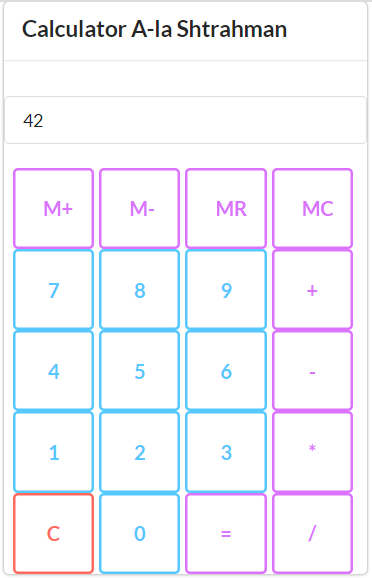 Calculator A-la Shtrahman
42
M+ M- MR MC
7 8 9 +
4 5 6 -
1 2 3 *
C 0 = /